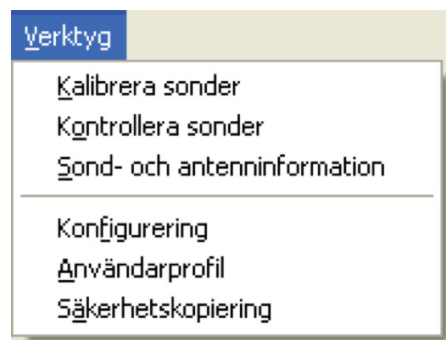 Verktyg
Kalibrera sonder
Kontrollera sonder
Sond- och antenninformation
Konfigurering
Användarprofil
Säkerhetskopiering